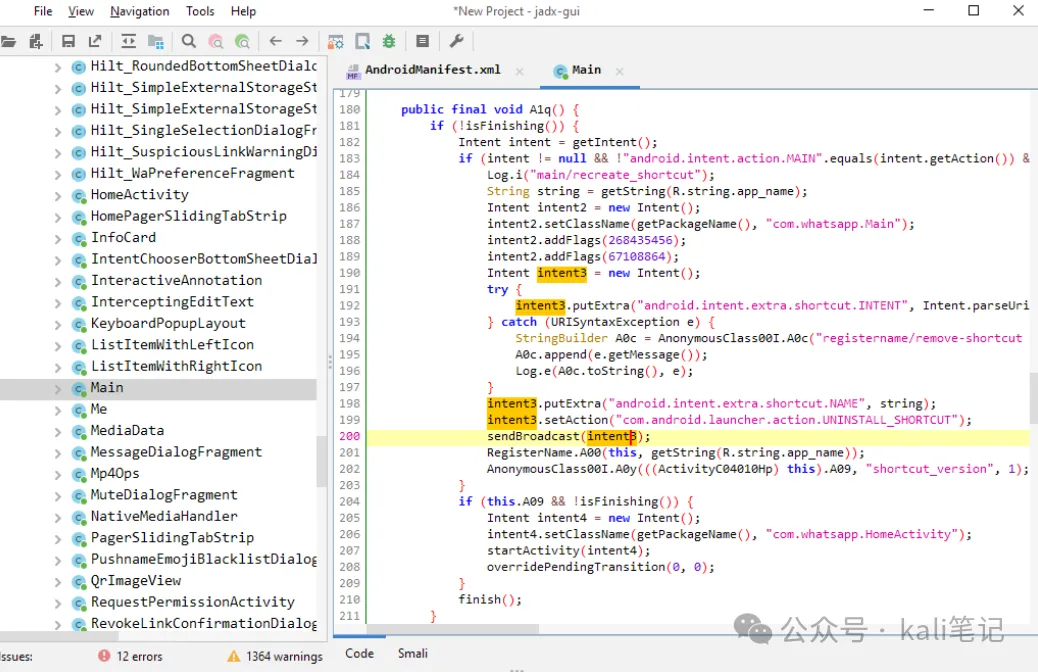 File View Navigation Tools Help *New Project - jadx-gui
Hilt_RoundedBottomSheetDialo
Hilt_SimpleExternalStorageSt
Hilt_SimpleExternalStorageSt
Hilt_SingleSelectionDialogFr
Hilt_SuspiciousLinkWarningDi
Hilt_WaPreferenceFragment
HomeActivity
HomePagerSlidingTabStrip
InfoCard
IntentChooserBottomSheetDial
InteractiveAnnotation
InterceptingEditText
KeyboardPopupLayout
ListItemWithLeftIcon
ListItemWithRightIcon
Main
Me
MediaData
MessageDialogFragment
Mp4Ops
MuteDialogFragment
NativeMediaHandler
PagerSlidingTabStrip
PushnameEmojiBlacklistDialog
QrImageView
RequestPermissionActivity
RevokeLinkConfirmationDialog
AndroidManifest.xml Main
179
180 public final void A1q() {
181 if (!isFinishing()) {
182 Intent intent = getIntent();
183 if (intent != null && !"android.intent.action.MAIN".equals(intent.getAction()) &
184 Log.i("main/recreate_shortcut");
185 String string = getString(R.string.app_name);
186 Intent intent2 = new Intent();
187 intent2.setClassName(getPackageName(), "com.whatsapp.Main");
188 intent2.addFlags(268435456);
189 intent2.addFlags(67108864);
190 Intent intent3 = new Intent();
191 try {
192 intent3.putExtra("android.intent.extra.shortcut.INTENT", Intent.parseUri
193 } catch (URISyntaxException e) {
194 StringBuilder A0c = AnonymousClass00I.A0c("registername/remove-shortcut
195 A0c.append(e.getMessage());
196 Log.e(A0c.toString(), e);
197 }
198 intent3.putExtra("android.intent.extra.shortcut.NAME", string);
199 intent3.setAction("com.android.launcher.action.UNINSTALL_SHORTCUT");
200 sendBroadcast(intent3);
201 RegisterName.A00(this, getString(R.string.app_name));
202 AnonymousClass00I.A0y(((ActivityC04010Hp) this).A09, "shortcut_version", 1);
203 }
204 if (this.A09 && !isFinishing()) {
205 Intent intent4 = new Intent();
206 intent4.setClassName(getPackageName(), "com.whatsapp.HomeActivity");
207 startActivity(intent4);
208 overridePendingTransition(0, 0);
209 }
210 finish();
211 }
公众号 · kali笔记
Issues: 12 errors 1364 warnings Code Smali